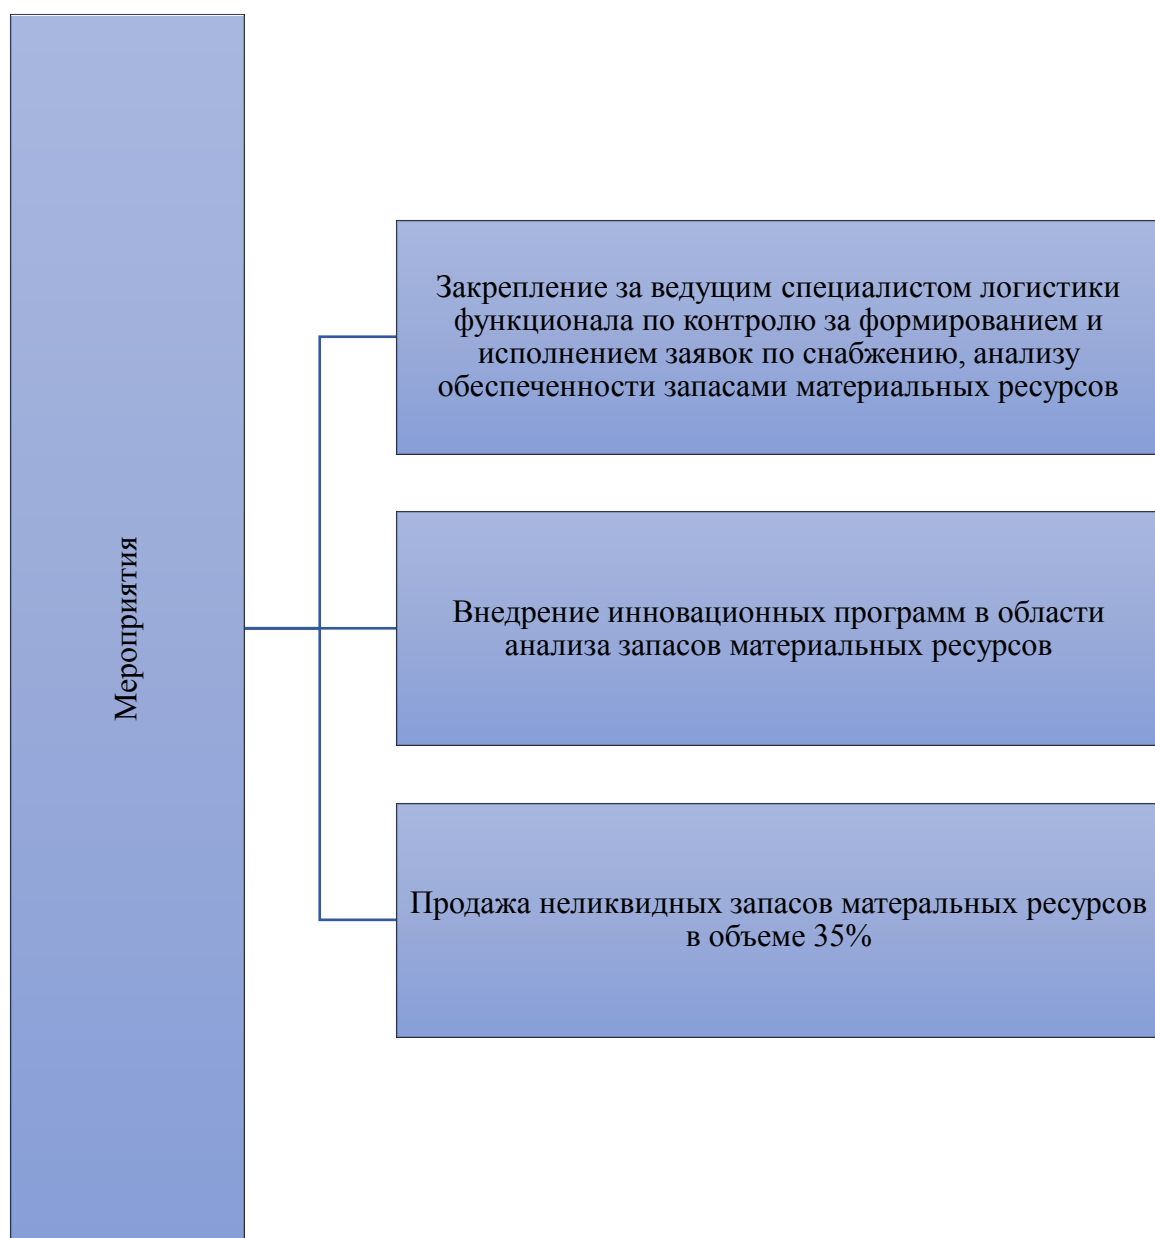 Мероприятия
Закрепление за ведущим специалистом логистики
функционала по контролю за формированием и
исполнением заявок по снабжению, анализу
обеспеченности запасами материальных ресурсов
Внедрение инновационных программ в области
анализа запасов материальных ресурсов
Продажа неликвидных запасов матеральных ресурсов
в объеме 35%